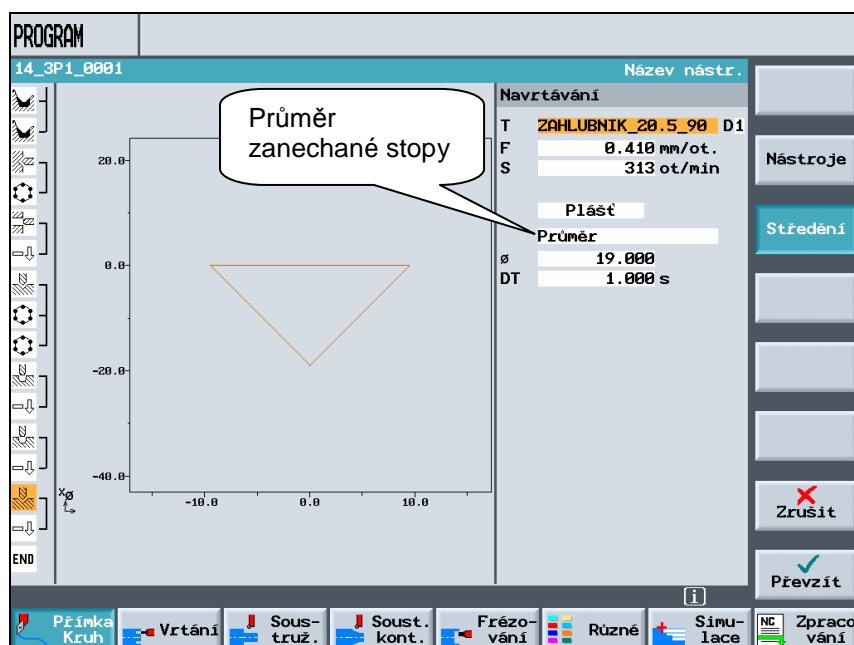 PROGRAM
14_3P1_0001
Název nástr.
Navrtávání
Průměr
zanechané stopy
T ZAHLUBNIK_20.5_90 D1
F 0.410 mm/ot.
S 313 ot/min
Plášť
Průměr
ø 19.000
DT 1.000 s
20.0
0.0
-20.0
-40.0
-10.0 0.0 10.0
Xø
END
Nástroje
Středění
Zrušit
Převzít
i
Přímka
Kruh
Vrtání
Sous-
truž.
Soust.
kont.
Frézo-
vání
Různé
Simu-
lace
NC
Zpraco
vání